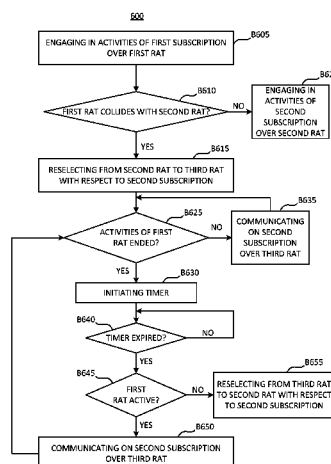 600
B605
ENGAGING IN ACTIVITIES OF FIRST SUBSCRIPTION
OVER FIRST RAT
B610
FIRST RAT COLLIDES WITH SECOND RAT?
NO
B62
ENGAGING IN
ACTIVITIES OF
SECOND
SUBSCRIPTION
OVER SECOND RAT
YES
B615
RESELECTING FROM SECOND RAT TO THIRD RAT
WITH RESPECT TO SECOND SUBSCRIPTION
B625
ACTIVITIES OF FIRST
RAT ENDED?
NO
B635
COMMUNICATING
ON SECOND
SUBSCRIPTION
OVER THIRD RAT
YES
B630
INITIATING TIMER
B640
TIMER EXPIRED?
NO
YES
B645
FIRST
RAT ACTIVE?
NO
B655
RESELECTING FROM THIRD RAT
TO SECOND RAT WITH RESPECT
TO SECOND SUBSCRIPTION
YES
B650
COMMUNICATING ON SECOND SUBSCRIPTION
OVER THIRD RAT